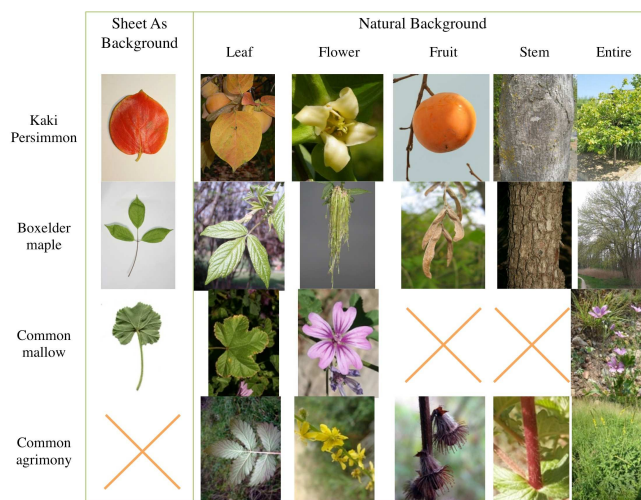 Sheet As
Background
Natural Background
Leaf
Flower
Fruit
Stem
Entire
Kaki
Persimmon
Boxelder
maple
Common
mallow
Common
agrimony